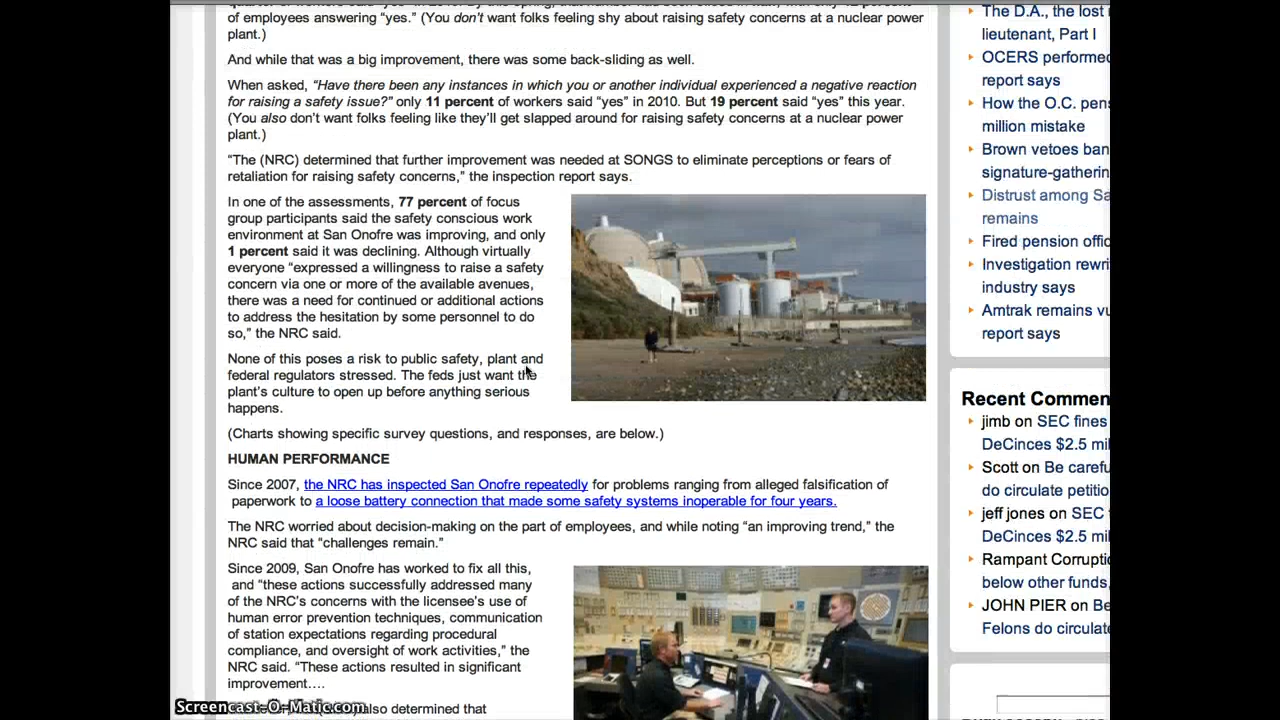 of employees answering “yes.” (You don’t want folks feeling shy about raising safety concerns at a nuclear power
plant.)
And while that was a big improvement, there was some back-sliding as well.
When asked, “Have there been any instances in which you or another individual experienced a negative reaction
for raising a safety issue?” only 11 percent of workers said “yes” in 2010. But 19 percent said “yes” this year.
(You also don’t want folks feeling like they’ll get slapped around for raising safety concerns at a nuclear power
plant.)
“The (NRC) determined that further improvement was needed at SONGS to eliminate perceptions or fears of
retaliation for raising safety concerns,” the inspection report says.
In one of the assessments, 77 percent of focus
group participants said the safety conscious work
environment at San Onofre was improving, and only
1 percent said it was declining. Although virtually
everyone “expressed a willingness to raise a safety
concern via one or more of the available avenues,
there was a need for continued or additional actions
to address the hesitation by some personnel to do
so,” the NRC said.
None of this poses a risk to public safety, plant and
federal regulators stressed. The feds just want the
plant’s culture to open up before anything serious
happens.
(Charts showing specific survey questions, and responses, are below.)
HUMAN PERFORMANCE
Since 2007, the NRC has inspected San Onofre repeatedly for problems ranging from alleged falsification of
paperwork to a loose battery connection that made some safety systems inoperable for four years.
The NRC worried about decision-making on the part of employees, and while noting “an improving trend,” the
NRC said that “challenges remain.”
Since 2009, San Onofre has worked to fix all this,
and “these actions successfully addressed many
of the NRC’s concerns with the licensee’s use of
human error prevention techniques, communication
of station expectations regarding procedural
compliance, and oversight of work activities,” the
NRC said. “These actions resulted in significant
improvement….
also determined that
The D.A., the lost
lieutenant, Part I
OCERS performed
report says
How the O.C. pens
million mistake
Brown vetoes ban
signature-gatherin
Distrust among Sa
remains
Fired pension offic
Investigation rewri
industry says
Amtrak remains vu
report says
Recent Commen
jimb on SEC fines
DeCinces $2.5 mil
Scott on Be carefu
do circulate petitio
jeff jones on SEC
DeCinces $2.5 mil
Rampant Corruptio
below other funds,
JOHN PIER on Be
Felons do circulat
Screencast-O-Matic.com